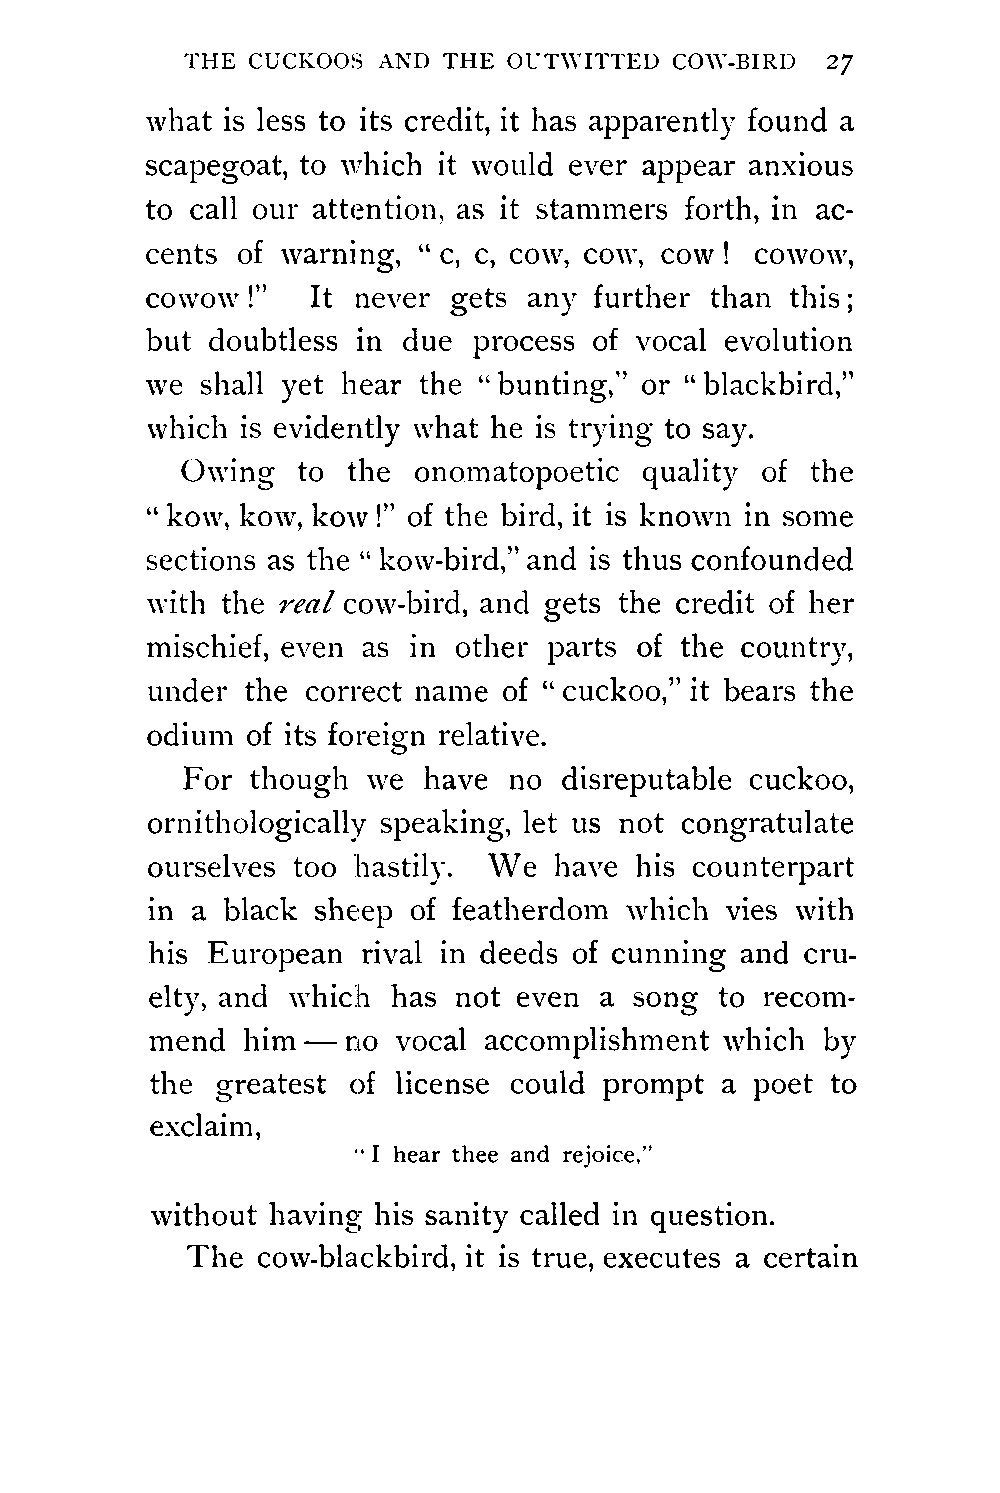 THE CUCKOOS AND THE OUTWITTED COW-BIRD 27
what is less to its credit, it has apparently found a
scapegoat, to which it would ever appear anxious
to call our attention, as it stammers forth, in ac-
cents of warning, " c, c, cow, cow, cow ! cowow,
cowow !" It never gets any further than this ;
but doubtless in due process of vocal evolution
we shall yet hear the " bunting," or " blackbird,"
which is evidently what he is trying to say.
Owing to the onomatopoetic quality of the
" kow, kow, kow !" of the bird, it is known in some
sections as the " kow-bird," and is thus confounded
with the real cow-bird, and gets the credit of her
mischief, even as in other parts of the country,
under the correct name of " cuckoo," it bears the
odium of its foreign relative.
For though we have no disreputable cuckoo,
ornithologically speaking, let us not congratulate
ourselves too hastily. We have his counterpart
in a black sheep of featherdom which vies with
his European rival in deeds of cunning and cru-
elty, and which has not even a song to recom-
mend him — no vocal accomplishment which by
the greatest of license could prompt a poet to
exclaim,
" I hear thee and rejoice,"
without having his sanity called in question.
The cow-blackbird, it is true, executes a certain